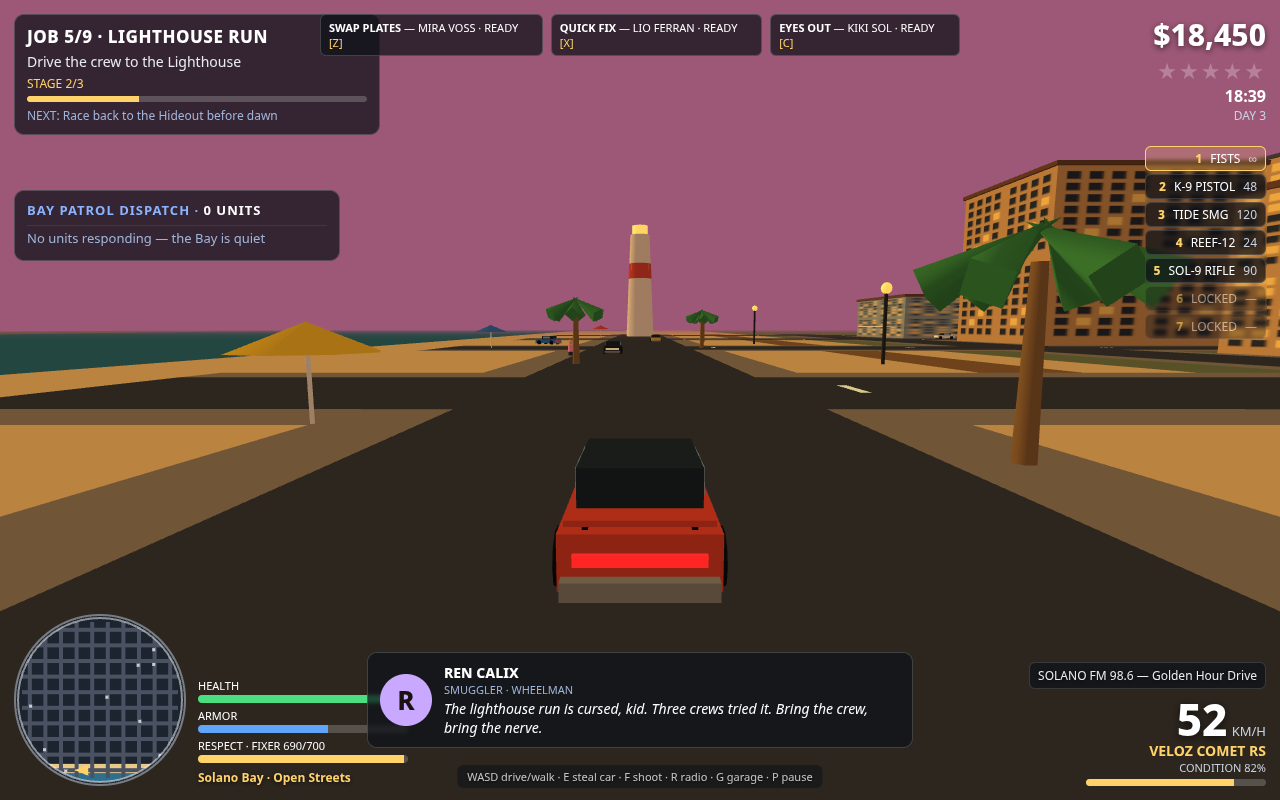 JOB 5/9 · LIGHTHOUSE RUN
Drive the crew to the Lighthouse
STAGE 2/3
NEXT: Race back to the Hideout before dawn
SWAP PLATES — MIRA VOSS · READY
[Z]
QUICK FIX — LIO FERRAN · READY
[X]
EYES OUT — KIKI SOL · READY
[C]
$18,450
★★★★★
18:39
DAY 3
1 FISTS ∞
2 K-9 PISTOL 48
3 TIDE SMG 120
4 REEF-12 24
5 SOL-9 RIFLE 90
6 LOCKED —
7 LOCKED —
BAY PATROL DISPATCH · 0 UNITS
No units responding — the Bay is quiet
HEALTH
ARMOR
RESPECT · FIXER 690/700
Solano Bay · Open Streets
R
REN CALIX
SMUGGLER · WHEELMAN
The lighthouse run is cursed, kid. Three crews tried it. Bring the crew,
bring the nerve.
WASD drive/walk · E steal car · F shoot · R radio · G garage · P pause
SOLANO FM 98.6 — Golden Hour Drive
52 KM/H
VELOZ COMET RS
CONDITION 82%